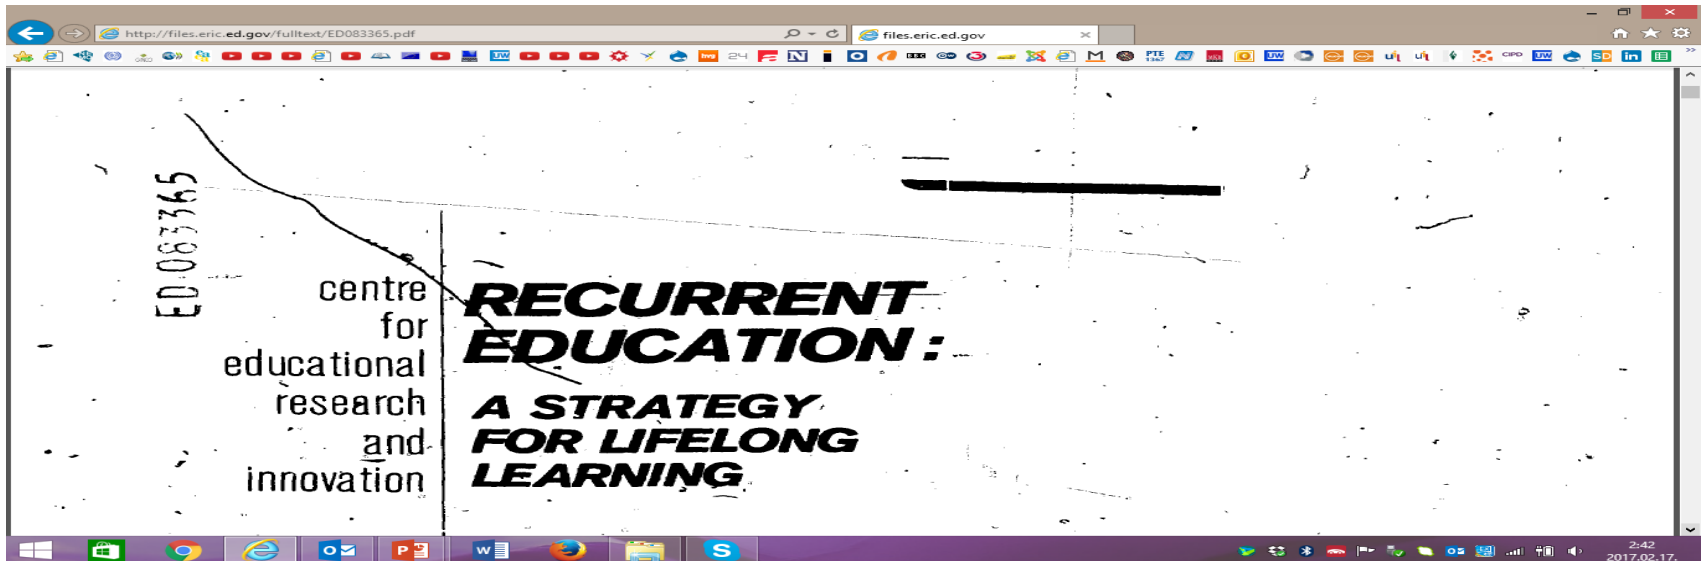 http://files.eric.ed.gov/fulltext/ED083365.pdf
files.eric.ed.gov
ED 083365
centre
for
educational
research
and
innovation
RECURRENT
EDUCATION:
A STRATEGY
FOR LIFELONG
LEARNING
2:42
2017.02.17.